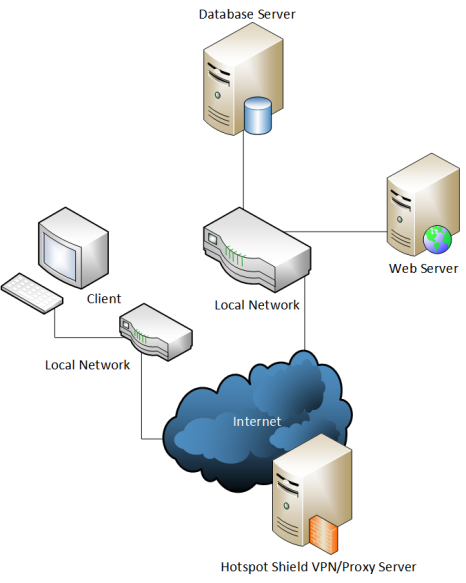 Database Server
Web Server
Local Network
Client
Local Network
Internet
Hotspot Shield VPN/Proxy Server